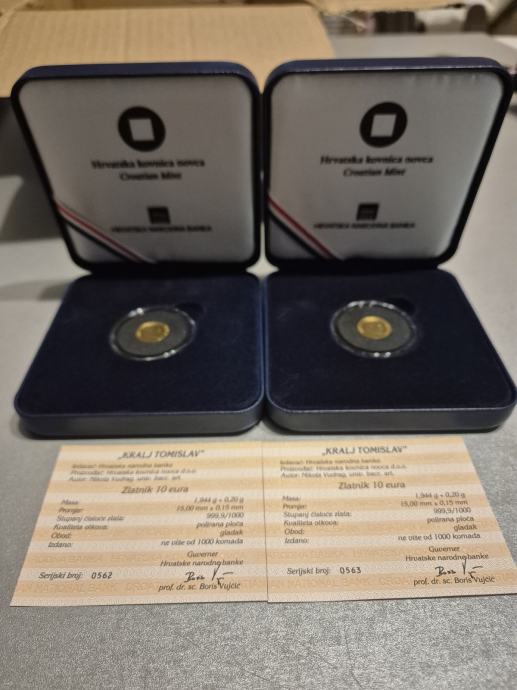 Hrvatska kovnica novca
Croatian Mint
HRVATSKA NARODNA BANKA
Hrvatska kovnica novca
Croatian Mint
HRVATSKA NARODNA BANKA
„KRALJ TOMISLAV"
Izdavač: Hrvatska narodna banka
Proizvođač: Hrvatska kovnica novca d.o.o.
Autor: Nikola Vudrag, univ. bacc. art.
Zlatnik 10 eura
Masa: 1,944 g ± 0,20 g
Promjer: 15,00 mm ± 0,15 mm
Stupanj čistoće zlata: 999,9/1000
Kvaliteta otkova: polirana ploča
Obod: gladak
Izdano: ne više od 1000 komada
Guverner
Hrvatske narodne banke
Serijski broj: 0562
prof. dr. sc. Boris Vujčić
„KRALJ TOMISLAV"
Izdavač: Hrvatska narodna banka
Proizvođač: Hrvatska kovnica novca d.o.o.
Autor: Nikola Vudrag, univ. bacc. art.
Zlatnik 10 eura
Masa: 1,944 g ± 0,20 g
Promjer: 15,00 mm ± 0,15 mm
Stupanj čistoće zlata: 999,9/1000
Kvaliteta otkova: polirana ploča
Obod: gladak
Izdano: ne više od 1000 komada
Guverner
Hrvatske narodne banke
Serijski broj: 0563
prof. dr. sc. Boris Vujčić